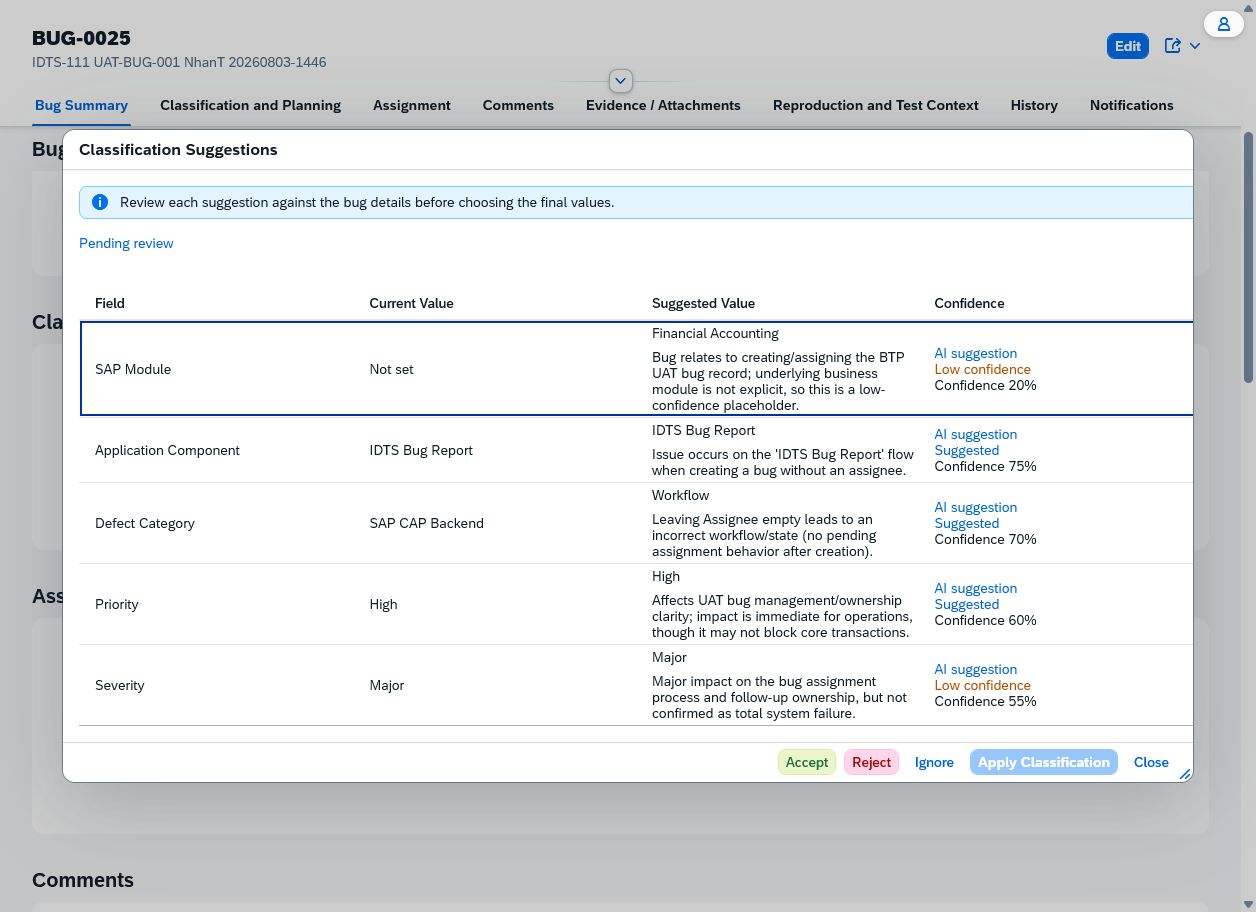 BUG-0025
IDTS-111 UAT-BUG-001 NhanT 20260803-1446
Edit
Bug Summary
Classification and Planning
Assignment
Comments
Evidence / Attachments
Reproduction and Test Context
History
Notifications
Bug
Cla
Ass
Classification Suggestions
Review each suggestion against the bug details before choosing the final values.
Pending review
Field
Current Value
Suggested Value
Confidence
SAP Module
Not set
Financial Accounting
Bug relates to creating/assigning the BTP
UAT bug record; underlying business
module is not explicit, so this is a low-
confidence placeholder.
AI suggestion
Low confidence
Confidence 20%
Application Component
IDTS Bug Report
IDTS Bug Report
Issue occurs on the 'IDTS Bug Report' flow
when creating a bug without an assignee.
AI suggestion
Suggested
Confidence 75%
Defect Category
SAP CAP Backend
Workflow
Leaving Assignee empty leads to an
incorrect workflow/state (no pending
assignment behavior after creation).
AI suggestion
Suggested
Confidence 70%
Priority
High
High
Affects UAT bug management/ownership
clarity; impact is immediate for operations,
though it may not block core transactions.
AI suggestion
Suggested
Confidence 60%
Severity
Major
Major
Major impact on the bug assignment
process and follow-up ownership, but not
confirmed as total system failure.
AI suggestion
Low confidence
Confidence 55%
Accept
Reject
Ignore
Apply Classification
Close
Comments